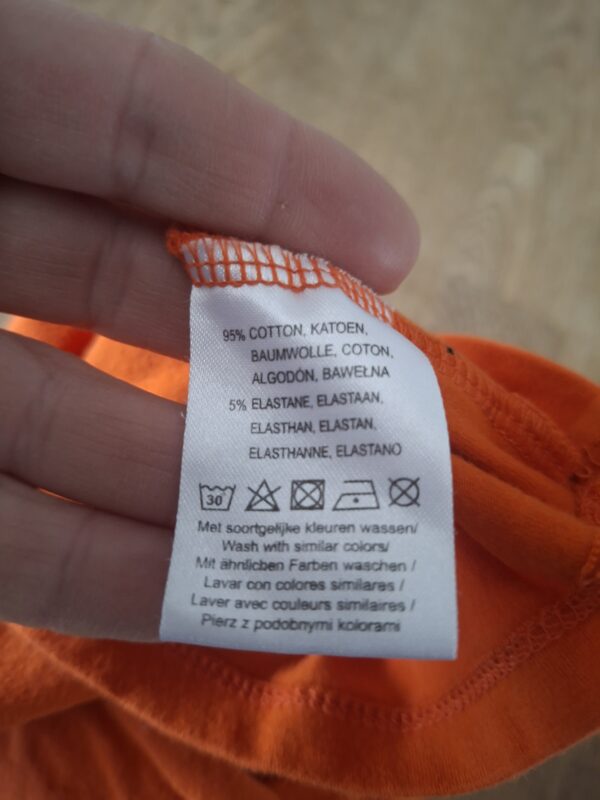 95% COTTON, KATOEN,
BAUMWOLLE, COTON,
ALGODÓN, BAWEŁNA
5% ELASTANE, ELASTAAN,
ELASTHAN, ELASTAN,
ELASTHANNE, ELASTANO
30
Met soortgelijke kleuren wassen/
Wash with similar colors/
Mit ähnlichen Farben waschen /
Lavar con colores similares /
Laver avec couleurs similaires /
Pierz z podobnymi kolorami